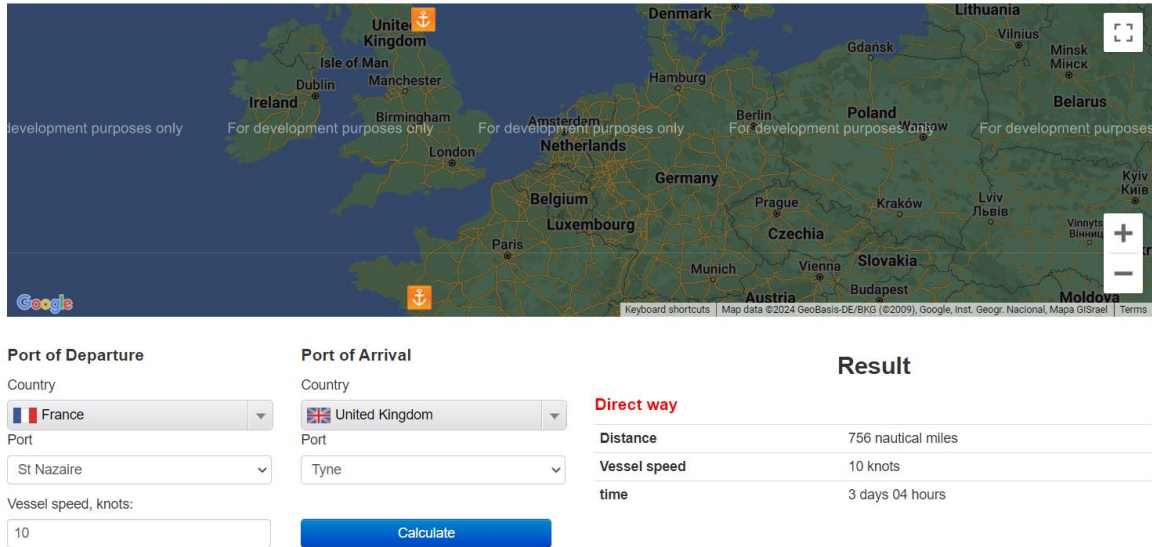 Denmark
Lithuania
United
Kingdom
Vilnius
Gdańsk
Minsk
Мінск
Isle of Man
Dublin
Manchester
Hamburg
Ireland
Belarus
Birmingham
Amsterdam
Berlin
Poland
Warsaw
development purposes only
For development purposes only
For development purposes only
For development purposes only
For development purposes
Netherlands
London
Germany
Kyiv
Київ
Belgium
Prague
Kraków
Lviv
Львів
Luxembourg
Czechia
Paris
Munich
Vienna
Slovakia
Austria
Budapest
Moldova
Google
Keyboard shortcuts Map data ©2024 GeoBasis-DE/BKG (©2009), Google, Inst. Geogr. Nacional, Mapa GISrael Terms
Port of Departure
Port of Arrival
Result
Country
Country
Direct way
France
United Kingdom
Port
Port
Distance 756 nautical miles
St Nazaire
Tyne
Vessel speed 10 knots
time 3 days 04 hours
Vessel speed, knots:
10
Calculate